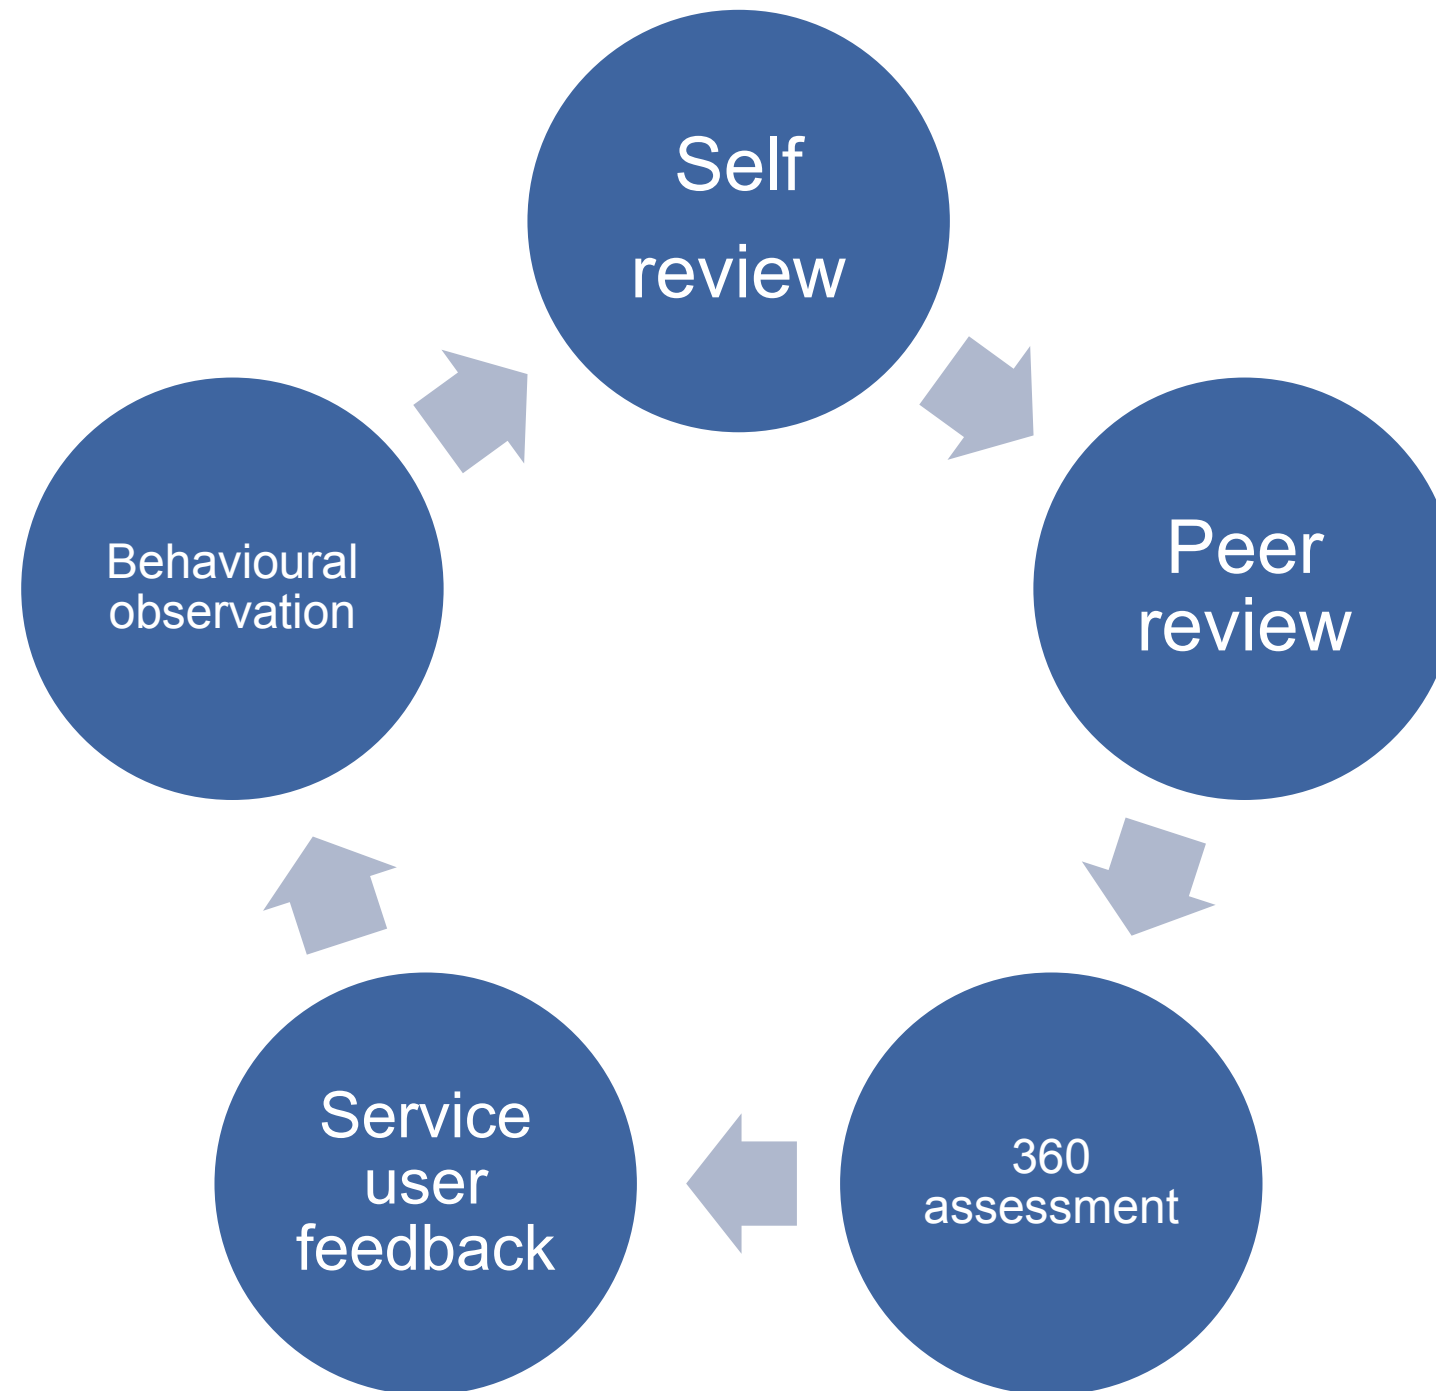 Self
review
Peer
review
360
assessment
Service
user
feedback
Behavioural
observation